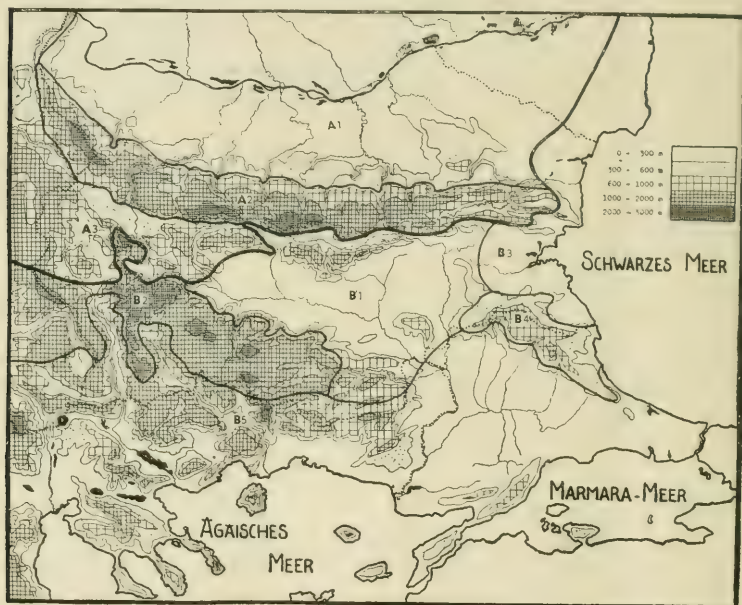 A1
0 - 300 m
300 - 600 m
600 - 1000 m
1000 - 2000 m
2000 - 3000 m
A2
A3
B3
SCHWARZES MEER
B2
B1
B4
B5
MARMARA-MEER
ÄGÄISCHES
MEER